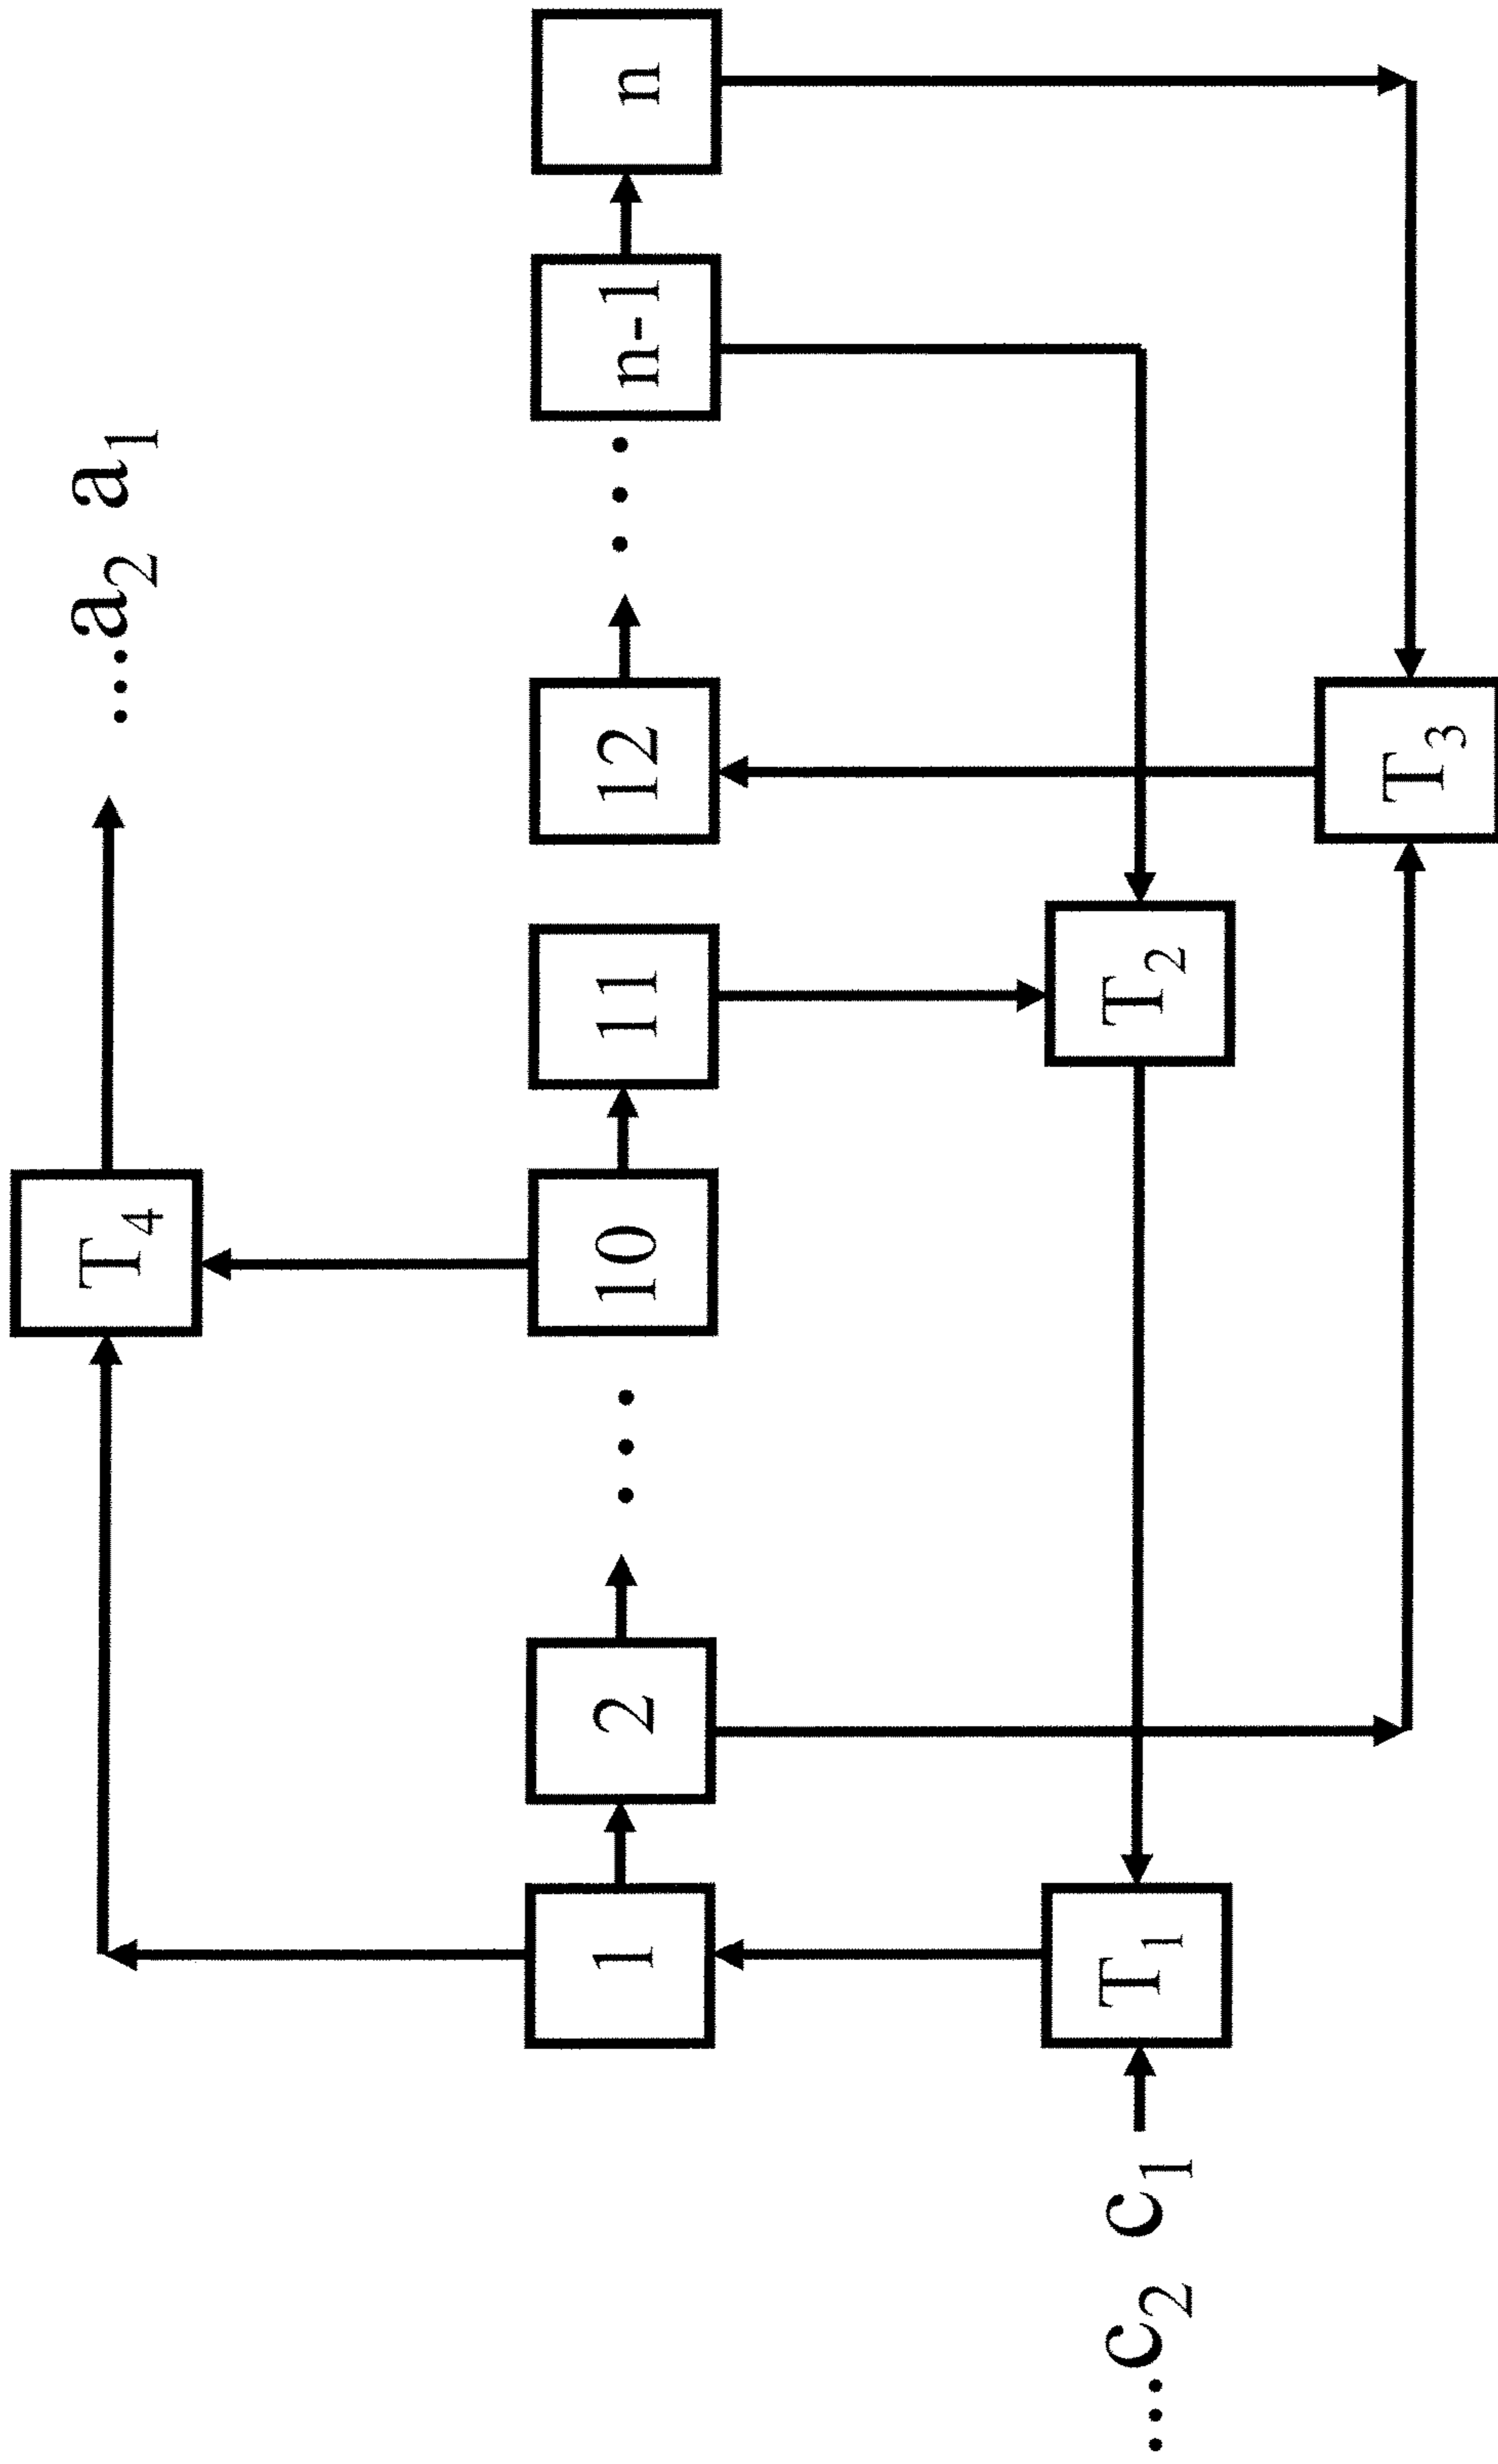 T₄
...a₂ a₁
1
2
...
10
11
12
...
n-1
n
...c₂ c₁
T₁
T₂
T₃